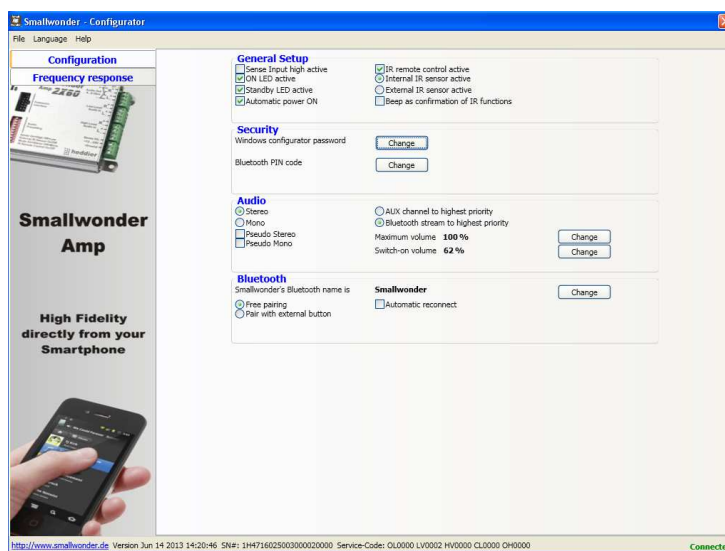 Smallwonder - Configurator
File Language Help
Configuration
Frequency response
Amp 2X60
heddier
Smallwonder
Amp
High Fidelity
directly from your
Smartphone
General Setup
Sense Input high active
ON LED active
Standby LED active
Automatic power ON
IR remote control active
Internal IR sensor active
External IR sensor active
Beep as confirmation of IR functions
Security
Windows configurator password Change
Bluetooth PIN code Change
Audio
Stereo
Mono
Pseudo Stereo
Pseudo Mono
AUX channel to highest priority
Bluetooth stream to highest priority
Maximum volume 100 % Change
Switch-on volume 62 % Change
Bluetooth
Smallwonder's Bluetooth name is Smallwonder Change
Free pairing
Pair with external button
Automatic reconnect
http://www.smallwonder.de Version Jun 14 2013 14:20:46 SN#: 1H4716025003000020000 Service-Code: OL0000 LV0002 HV0000 CL0000 OH0000 Connecte